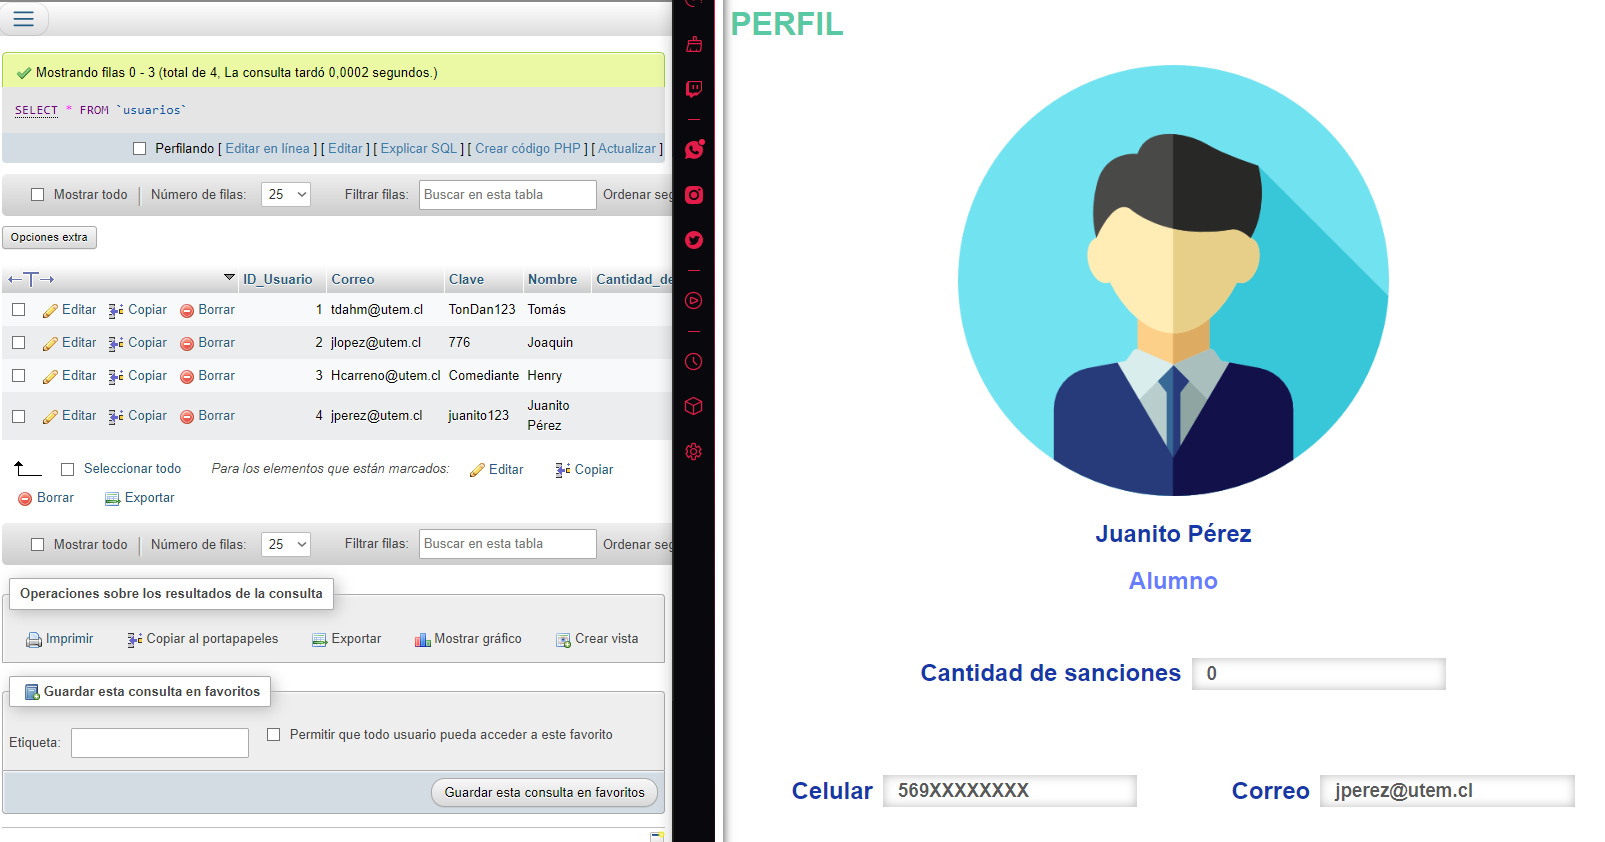 Mostrando filas 0 - 3 (total de 4, La consulta tardó 0,0002 segundos.)
SELECT * FROM `usuarios`
Perfilando [ Editar en línea ] [ Editar ] [ Explicar SQL ] [ Crear código PHP ] [ Actualizar ]
Mostrar todo Número de filas: 25 Filtrar filas: Buscar en esta tabla Ordenar seg
Opciones extra
ID_Usuario Correo Clave Nombre Cantidad_de
Editar Copiar Borrar 1 tdahm@utem.cl TonDan123 Tomás
Editar Copiar Borrar 2 jlopez@utem.cl 776 Joaquin
Editar Copiar Borrar 3 Hcarreno@utem.cl Comediante Henry
Editar Copiar Borrar 4 jperez@utem.cl juanito123 Juanito
Pérez
Seleccionar todo Para los elementos que están marcados: Editar Copiar
Borrar Exportar
Mostrar todo Número de filas: 25 Filtrar filas: Buscar en esta tabla Ordenar seg
Operaciones sobre los resultados de la consulta
Imprimir Copiar al portapapeles Exportar Mostrar gráfico Crear vista
Guardar esta consulta en favoritos
Etiqueta: Permitir que todo usuario pueda acceder a este favorito
Guardar esta consulta en favoritos
PERFIL
Juanito Pérez
Alumno
Cantidad de sanciones 0
Celular 569XXXXXXXX Correo jperez@utem.cl